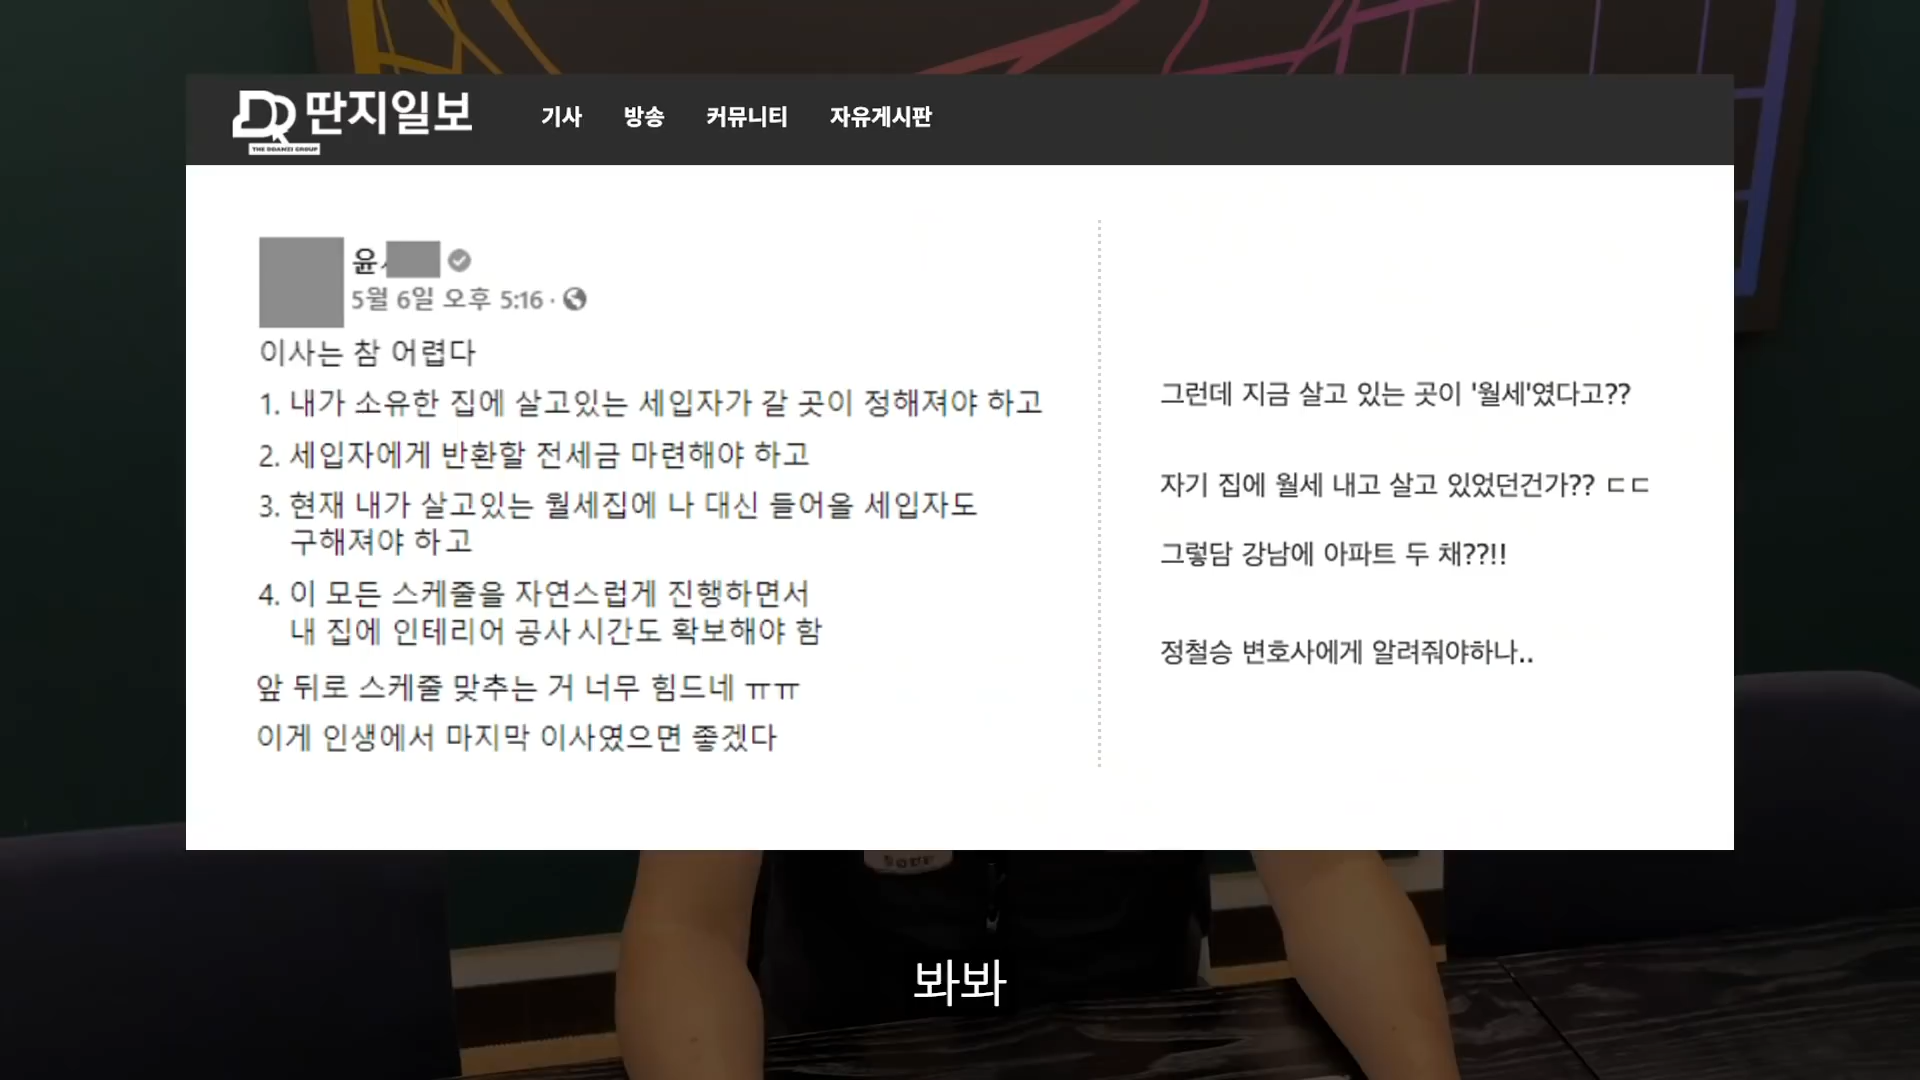 딴지일보
THE DDANZI GROUP
기사 방송 커뮤니티 자유게시판
윤
5월 6일 오후 5:16 ·
이사는 참 어렵다
1. 내가 소유한 집에 살고있는 세입자가 갈 곳이 정해져야 하고
2. 세입자에게 반환할 전세금 마련해야 하고
3. 현재 내가 살고있는 월세집에 나 대신 들어올 세입자도
구해져야 하고
4. 이 모든 스케줄을 자연스럽게 진행하면서
내 집에 인테리어 공사 시간도 확보해야 함
앞 뒤로 스케줄 맞추는 거 너무 힘드네 ㅠㅠ
이게 인생에서 마지막 이사였으면 좋겠다
그런데 지금 살고 있는 곳이 '월세'였다고??
자기 집에 월세 내고 살고 있었던건가?? ㄷㄷ
그렇담 강남에 아파트 두 채??!!
정철승 변호사에게 알려줘야하나..
봐봐